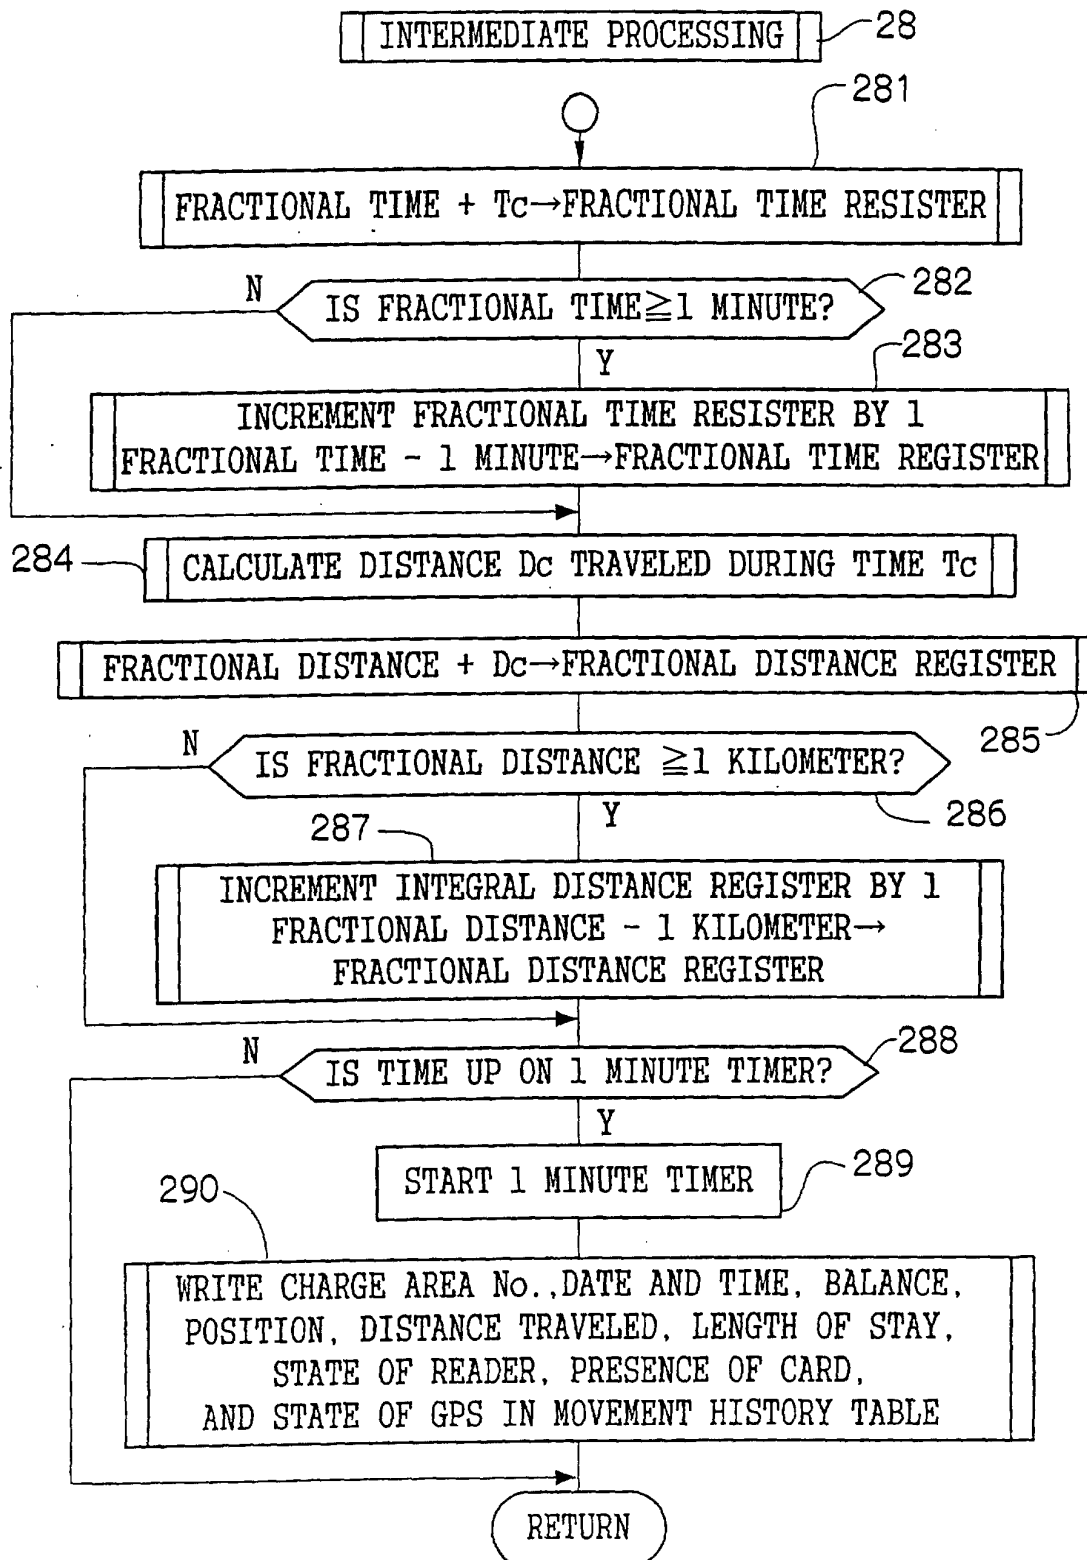 INTERMEDIATE PROCESSING
28
281
FRACTIONAL TIME + Tc→FRACTIONAL TIME RESISTER
N
282
IS FRACTIONAL TIME≧1 MINUTE?
283
Y
INCREMENT FRACTIONAL TIME RESISTER BY 1
FRACTIONAL TIME - 1 MINUTE→FRACTIONAL TIME REGISTER
284
CALCULATE DISTANCE Dc TRAVELED DURING TIME Tc
FRACTIONAL DISTANCE + Dc→FRACTIONAL DISTANCE REGISTER
285
N
IS FRACTIONAL DISTANCE ≧1 KILOMETER?
286
Y
287
INCREMENT INTEGRAL DISTANCE REGISTER BY 1
FRACTIONAL DISTANCE - 1 KILOMETER→
FRACTIONAL DISTANCE REGISTER
N
288
IS TIME UP ON 1 MINUTE TIMER?
Y
289
START 1 MINUTE TIMER
290
WRITE CHARGE AREA No.,DATE AND TIME, BALANCE,
POSITION, DISTANCE TRAVELED, LENGTH OF STAY,
STATE OF READER, PRESENCE OF CARD,
AND STATE OF GPS IN MOVEMENT HISTORY TABLE
RETURN